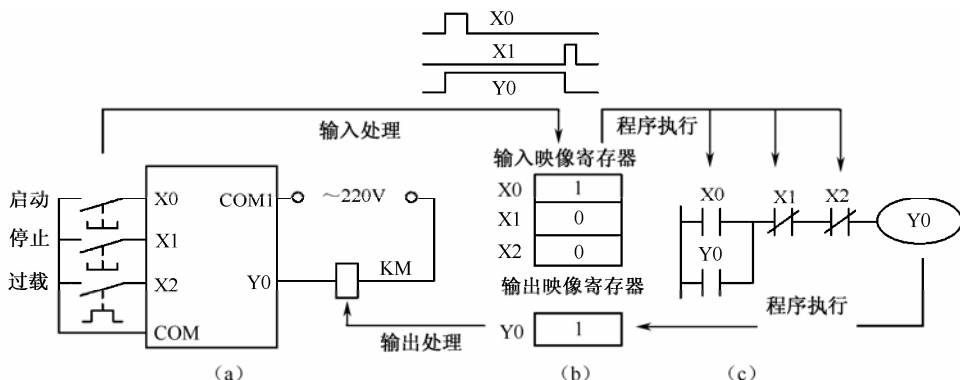 X0
X1
Y0
输入处理
程序执行
输入映像寄存器
启动
X0
COM1
~220V
X0
1
X0
X1
X2
停止
X1
X1
0
Y0
过载
X2
Y0
KM
X2
0
Y0
输出映像寄存器
COM
输出处理
Y0
1
程序执行
(a)
(b)
(c)